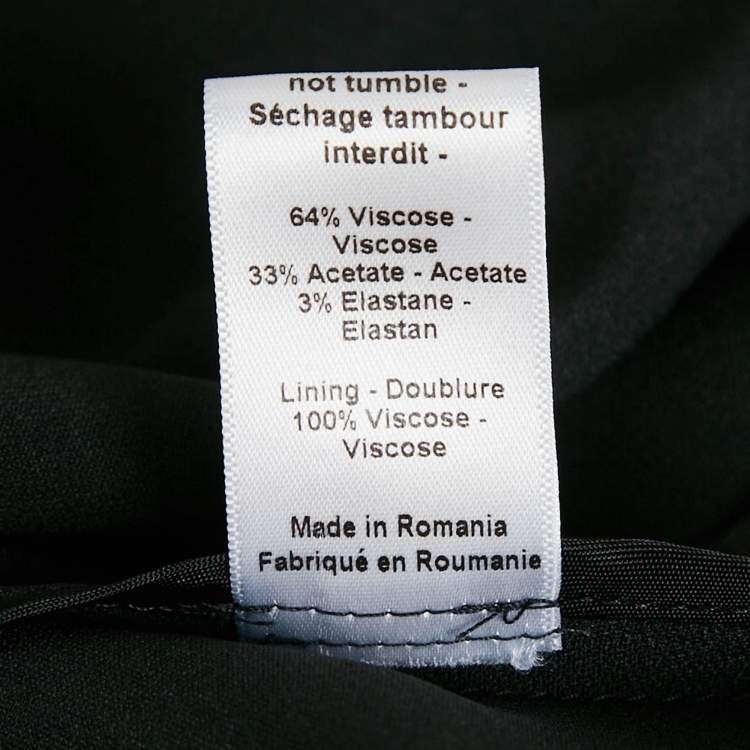 not tumble -
Séchage tambour
interdit -
64% Viscose -
Viscose
33% Acetate - Acetate
3% Elastane -
Elastan
Lining - Doublure
100% Viscose -
Viscose
Made in Romania
Fabriqué en Roumanie